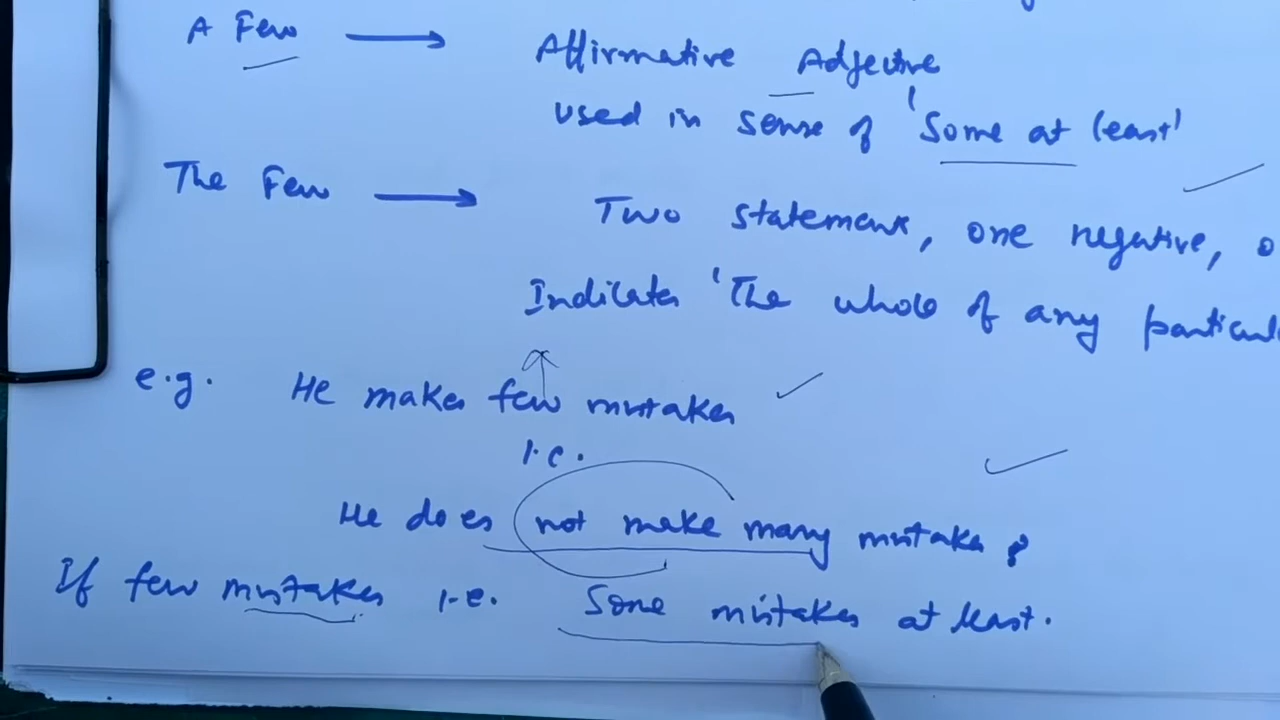 A Few → Affirmative Adjective
used in sense of 'Some at least'
The Few → Two statements, one negative,
Indicates 'The whole of any
e.g. He makes few mistakes
i.e.
He does not make many mistakes
If few mistakes i.e. Some mistakes at least.